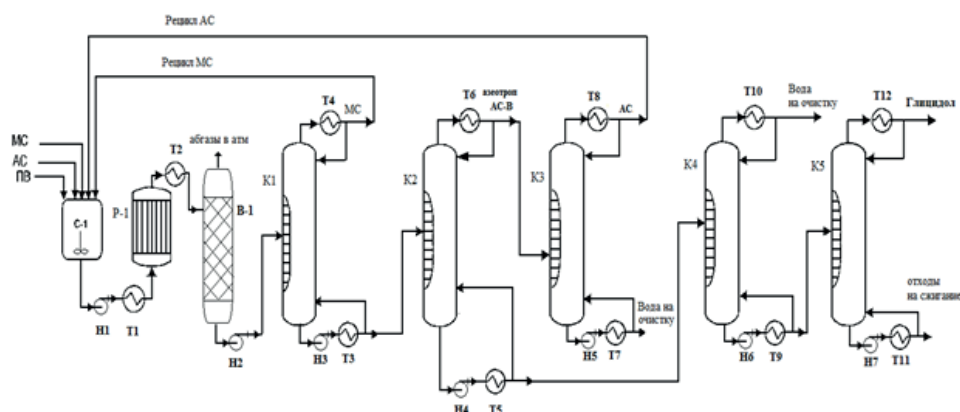 Рецикл АС
Рецикл МС
МС
АС
ПВ
С-1
Н1
Т1
Р-1
Т2
абгазы в атм
В-1
Н2
К1
Т4
МС
Н3
Т3
К2
Т6
азеотроп
АС-В
Н4
Т5
К3
Т8
АС
Вода на
очистку
Н5
Т7
К4
Т10
Вода
на очистку
Н6
Т9
К5
Т12
Глицидол
отходы
на сжигание
Н7
Т11